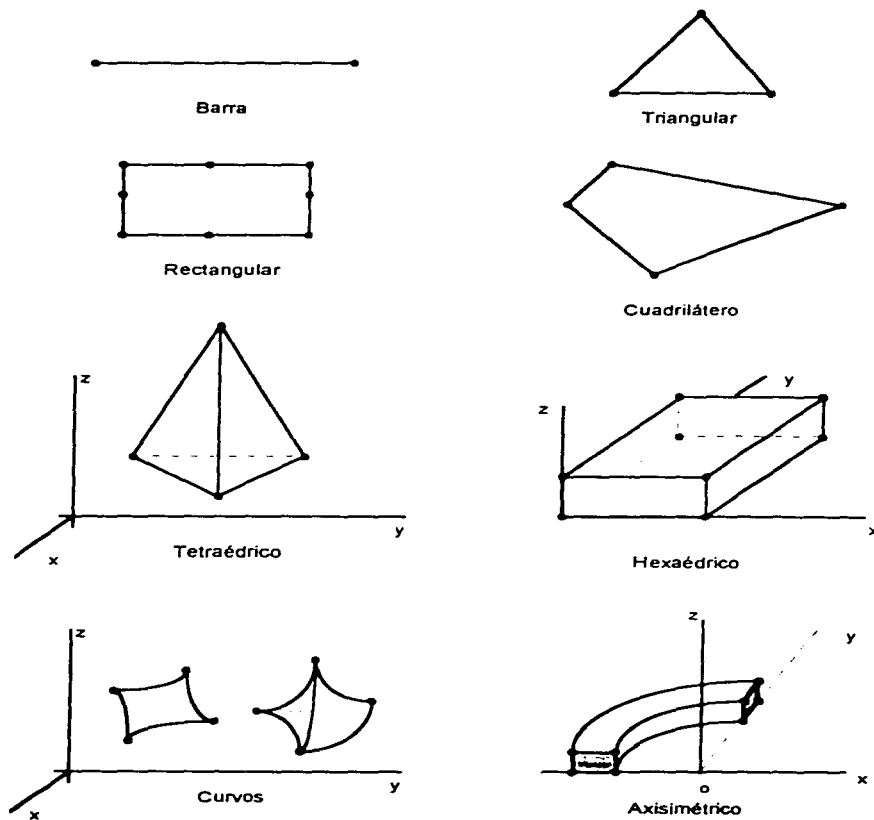 Barra
Triangular
Rectangular
Cuadrilátero
z
y
x
Tetraédrico
z
y
x
Hexaédrico
z
y
x
Curvos
z
y
x
o
Axisimétrico